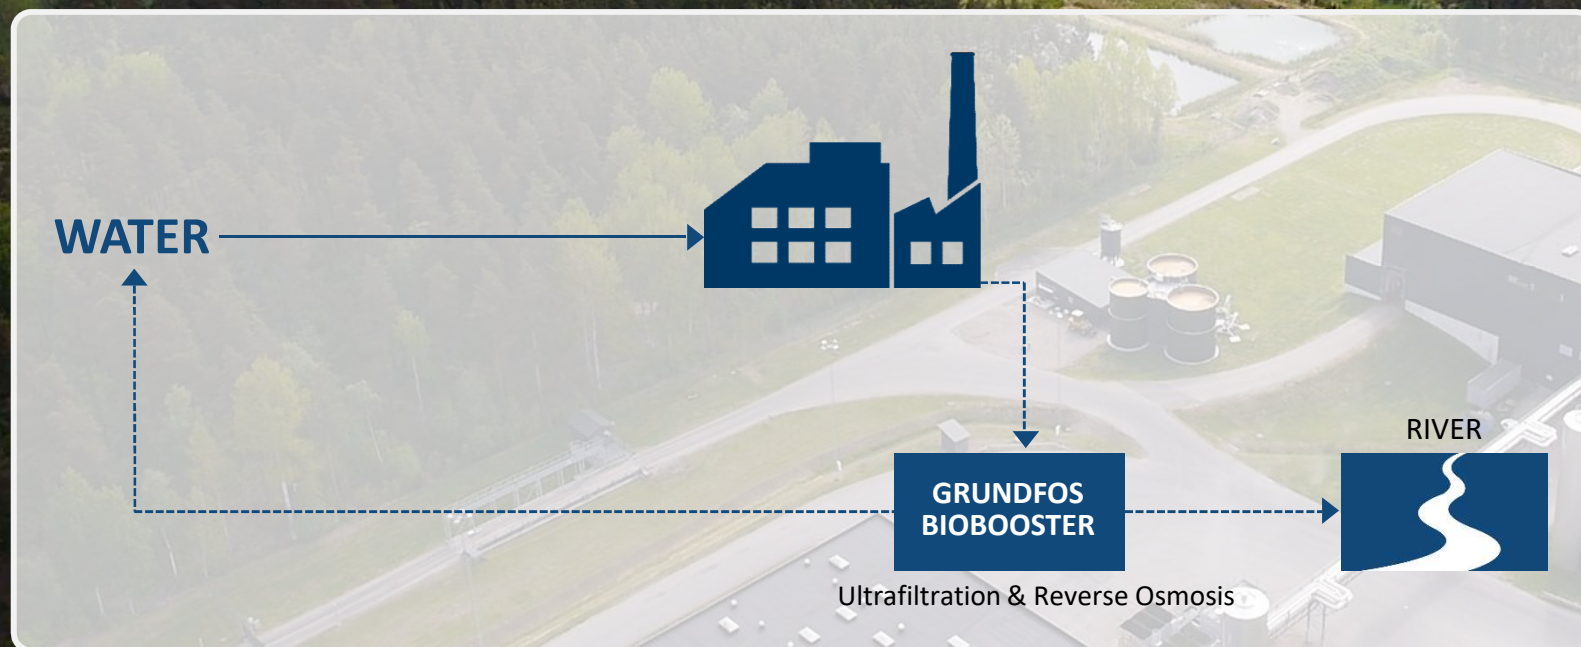 WATER
RIVER
GRUNDFOS
BIOBOOSTER
Ultrafiltration & Reverse Osmosis